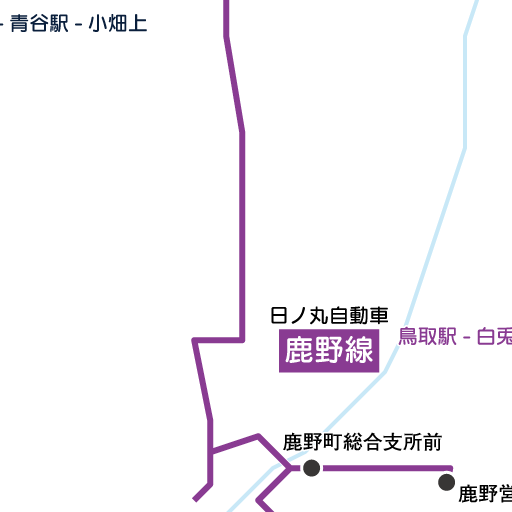 - 青谷駅 - 小畑上
日ノ丸自動車
鹿野線
鳥取駅 - 白兎
鹿野町総合支所前
鹿野営